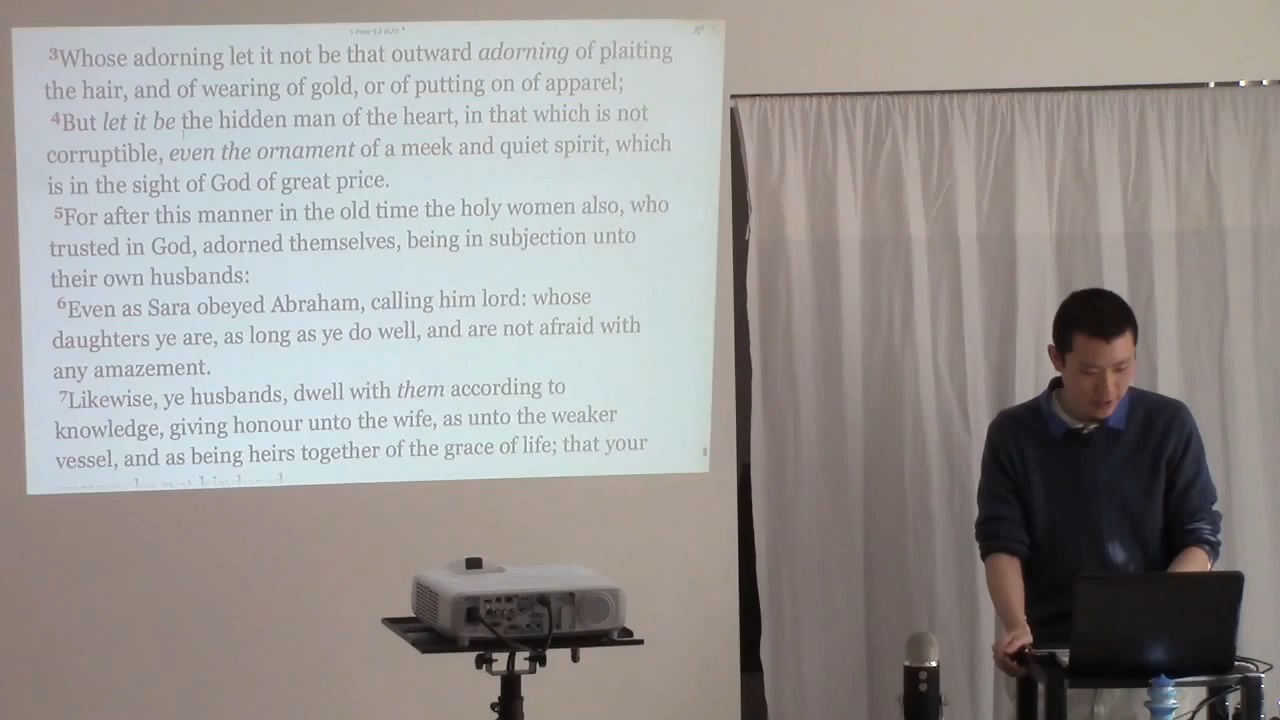 ³Whose adorning let it not be that outward adorning of plaiting
the hair, and of wearing of gold, or of putting on of apparel;
⁴But let it be the hidden man of the heart, in that which is not
corruptible, even the ornament of a meek and quiet spirit, which
is in the sight of God of great price.
⁵For after this manner in the old time the holy women also, who
trusted in God, adorned themselves, being in subjection unto
their own husbands:
⁶Even as Sara obeyed Abraham, calling him lord: whose
daughters ye are, as long as ye do well, and are not afraid with
any amazement.
⁷Likewise, ye husbands, dwell with them according to
knowledge, giving honour unto the wife, as unto the weaker
vessel, and as being heirs together of the grace of life; that your